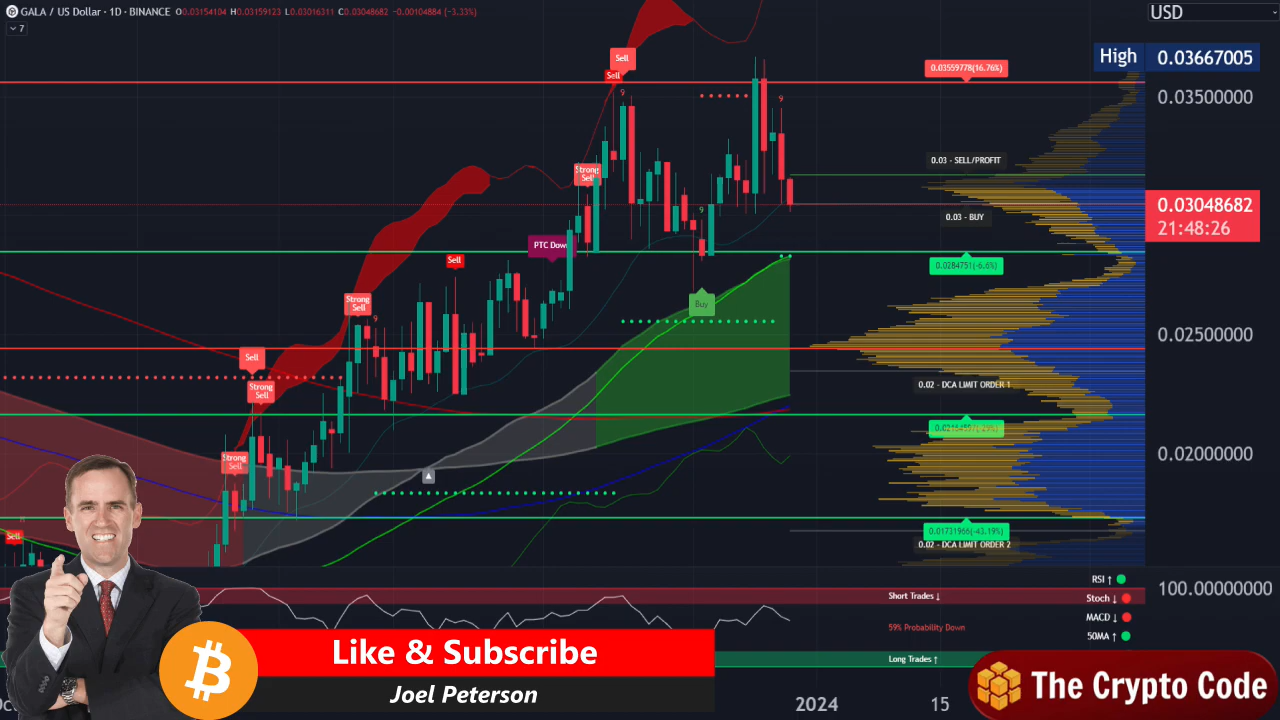 GALA / US Dollar · 1D · BINANCE O0.03154104 H0.03159123 L0.03016311 C0.03048682 -0.00104884 (-3.33%)
7
USD
High 0.03667005
0.03559778(16.76%)
0.03500000
Sell
Sell
9
9
0.03 - SELL/PROFIT
Strong
Sell
0.03048682
21:48:26
9
0.03 - BUY
PTC Down
Sell
0.0284751(-6.6%)
Strong
Sell
Buy
9
0.02500000
Sell
Strong
Sell
0.02 - DCA LIMIT ORDER 1
Strong
Sell
0.02000000
Sell
0.01731966(-43.19%)
0.02 - DCA LIMIT ORDER 2
RSI ↑
100.00000000
Short Trades ↓
Stoch ↓
MACD ↓
59% Probability Down
50MA ↑
Long Trades ↑
Like & Subscribe
Joel Peterson
2024
15
The Crypto Code